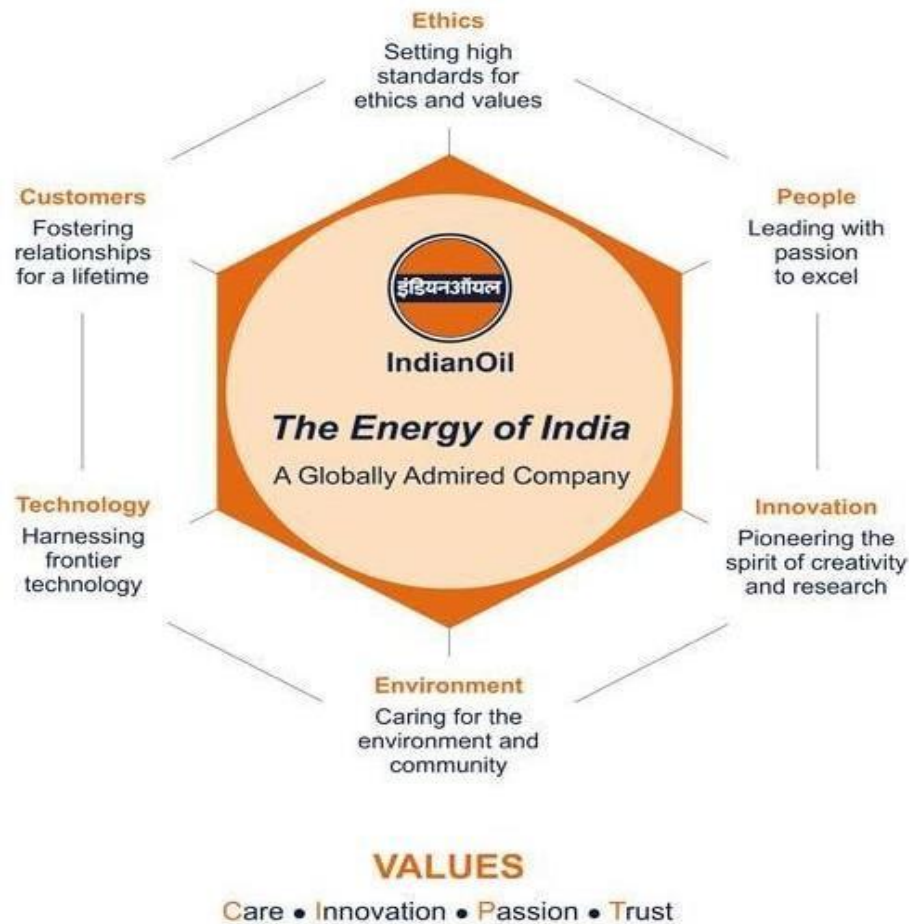 Ethics
Setting high
standards for
ethics and values
Customers
Fostering
relationships
for a lifetime
People
Leading with
passion
to excel
इंडियनऑयल
IndianOil
The Energy of India
A Globally Admired Company
Technology
Harnessing
frontier
technology
Innovation
Pioneering the
spirit of creativity
and research
Environment
Caring for the
environment and
community
VALUES
Care • Innovation • Passion • Trust